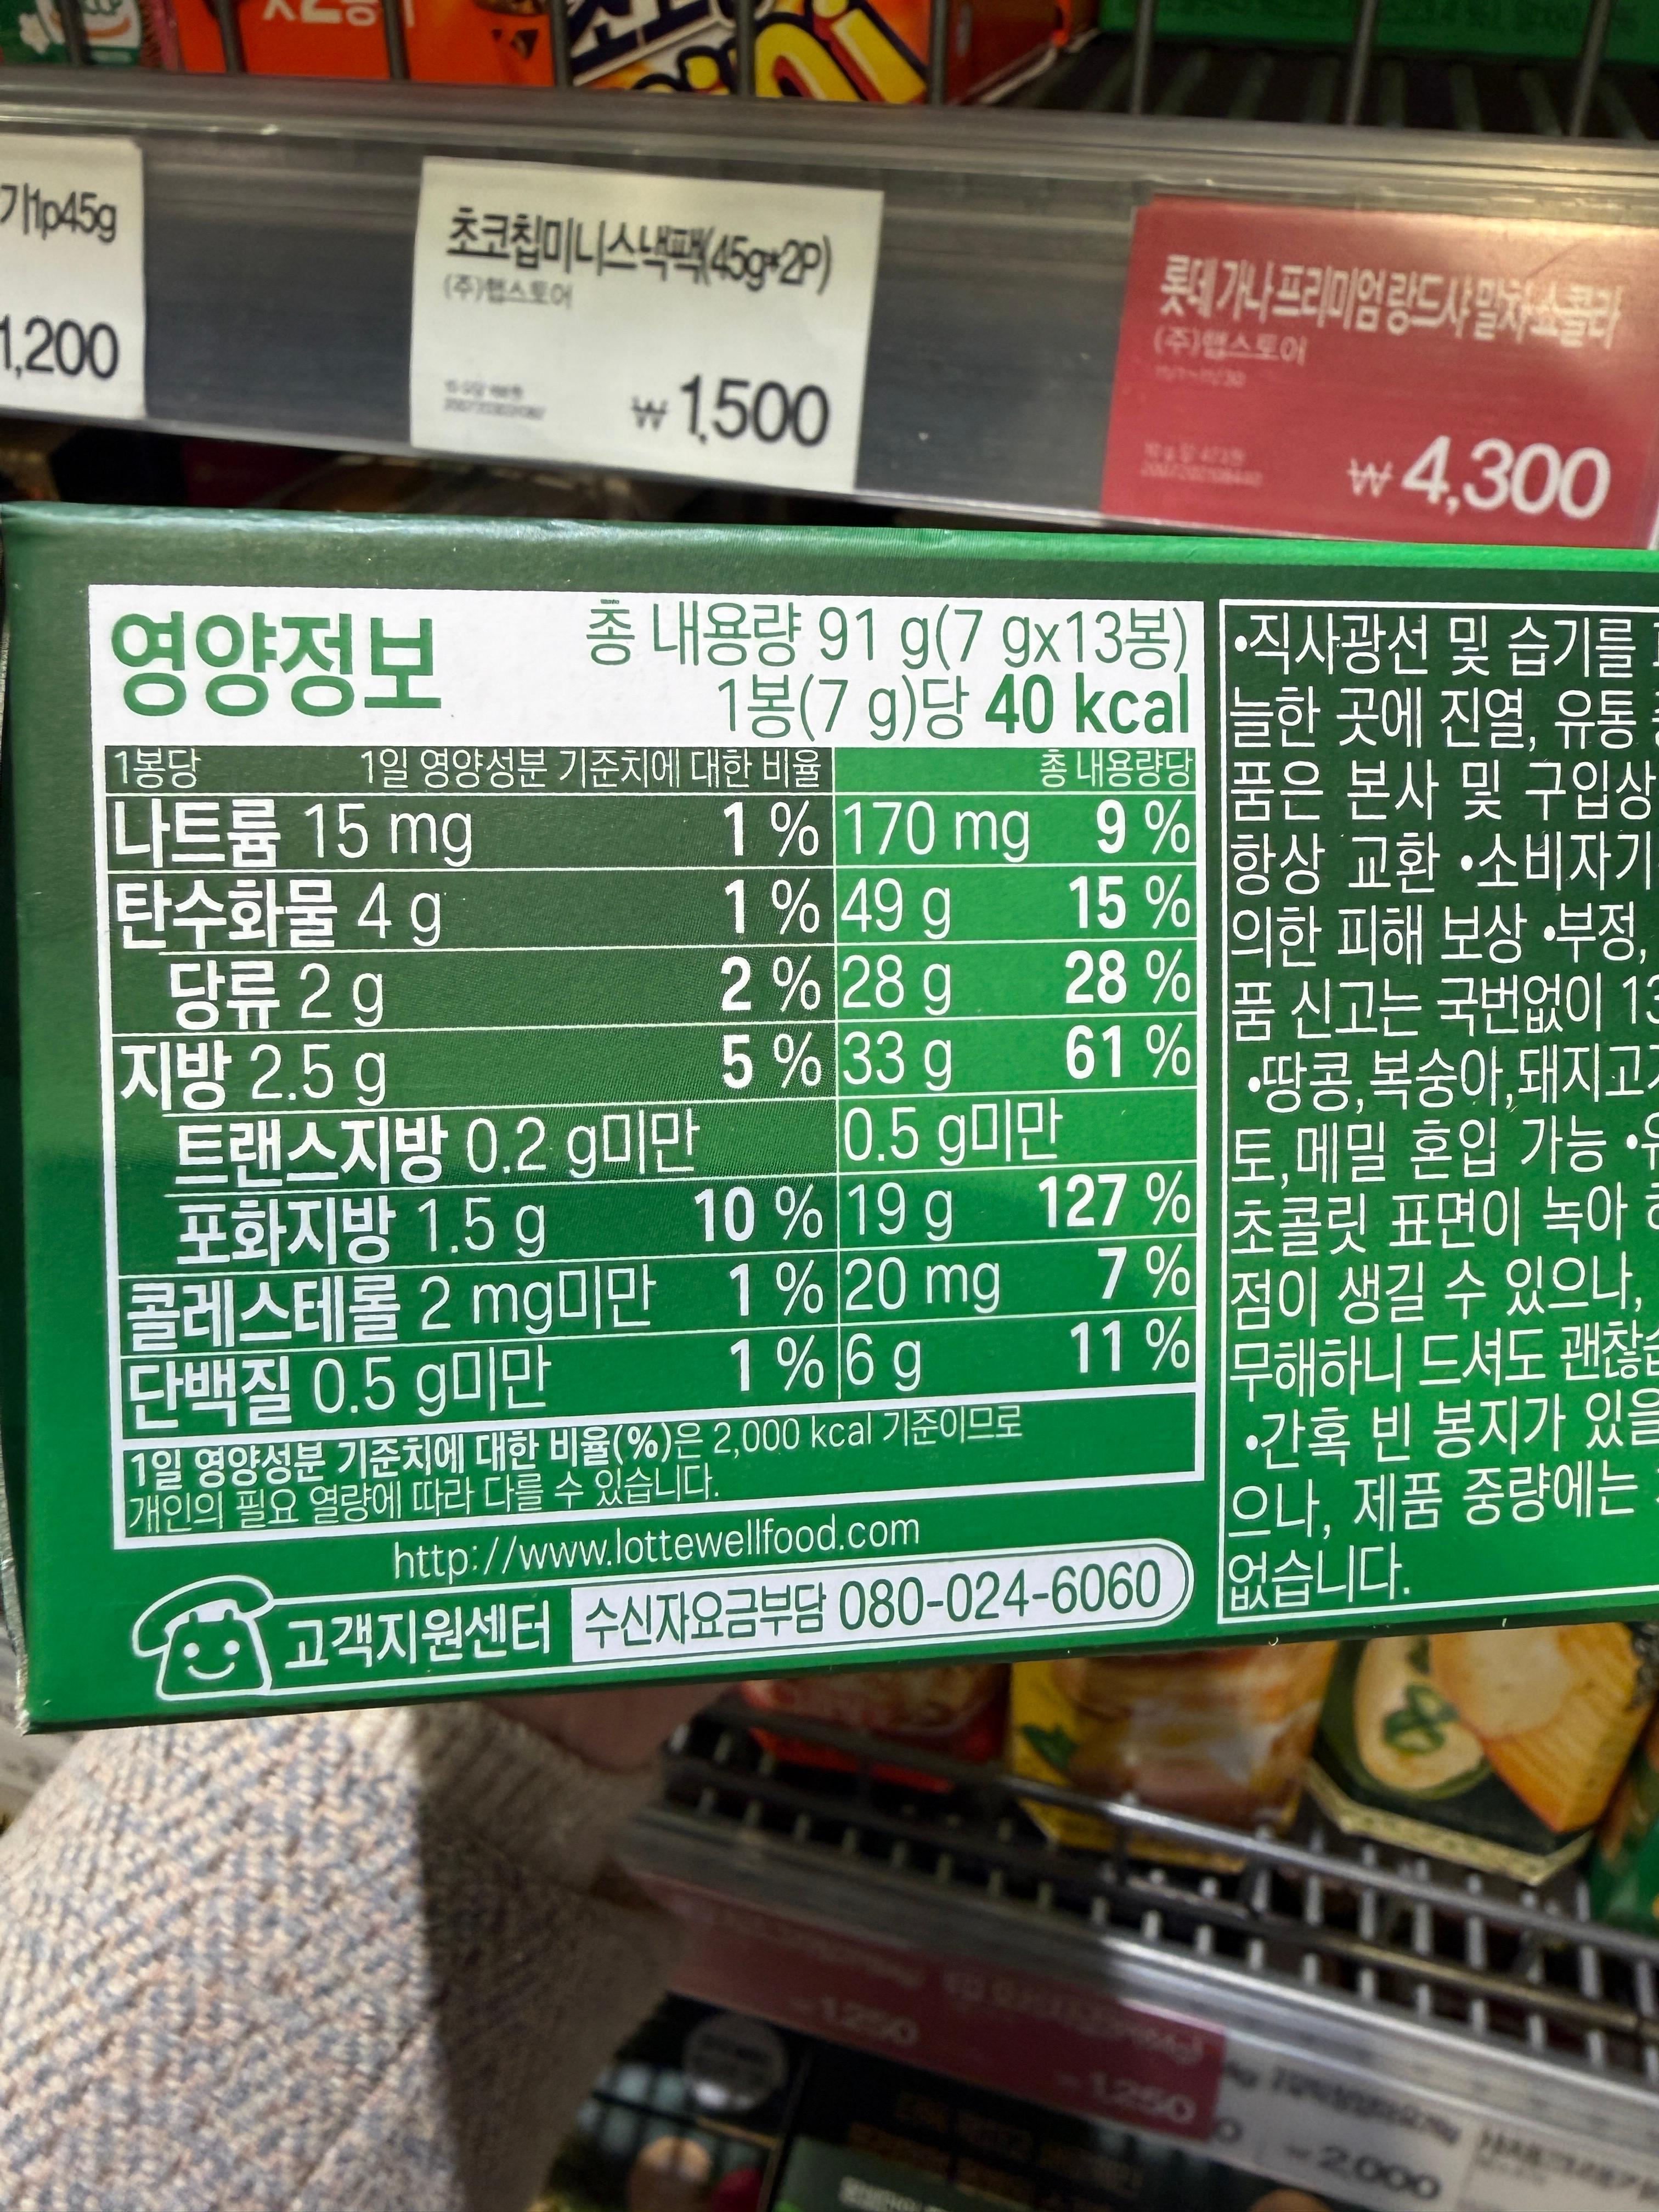 기1p45g
1,200
초코칩미니스낵팩(45g*2P)
(주)햅스토어
₩ 1,500
롯데 가나 프리미엄 랑드샤 말차 쇼콜라
(주)햅스토어
₩ 4,300
영양정보
총 내용량 91 g(7 gx13봉)
1봉(7 g)당 40 kcal
1봉당 1일 영양성분 기준치에 대한 비율 총 내용량당
나트륨 15 mg 1 % 170 mg 9 %
탄수화물 4 g 1 % 49 g 15 %
당류 2 g 2 % 28 g 28 %
지방 2.5 g 5 % 33 g 61 %
트랜스지방 0.2 g미만 0.5 g미만
포화지방 1.5 g 10 % 19 g 127 %
콜레스테롤 2 mg미만 1 % 20 mg 7 %
단백질 0.5 g미만 1 % 6 g 11 %
1일 영양성분 기준치에 대한 비율(%)은 2,000 kcal 기준이므로
개인의 필요 열량에 따라 다를 수 있습니다.
http://www.lottewellfood.com
고객지원센터 수신자요금부담 080-024-6060
•직사광선 및 습기를
늘한 곳에 진열, 유통
품은 본사 및 구입상
항상 교환 •소비자기
의한 피해 보상 •부정,
품 신고는 국번없이 13
•땅콩,복숭아,돼지고기
토,메밀 혼입 가능
초콜릿 표면이 녹아
점이 생길 수 있으나,
무해하니 드셔도 괜찮습
•간혹 빈 봉지가 있을
으나, 제품 중량에는
없습니다.
1,250
1,250
2,000